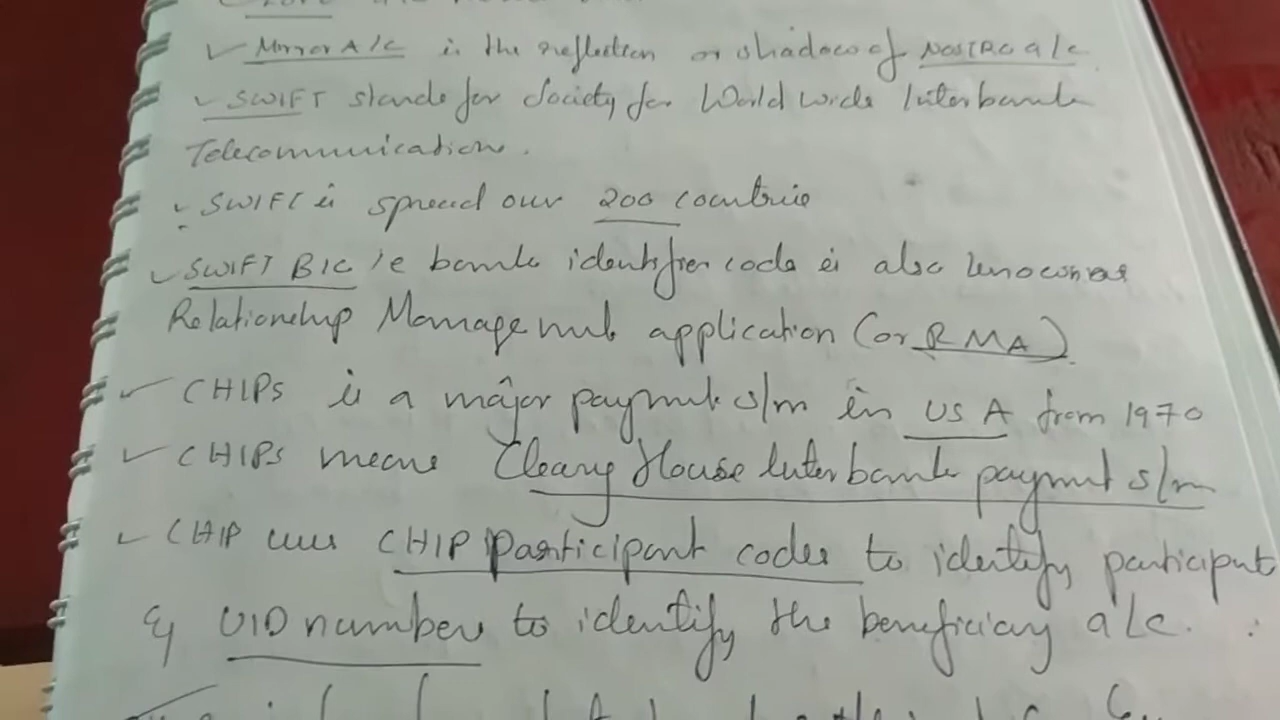 ✓ Mirror A/c is the reflection or shadow of NOSTRO a/c
✓ SWIFT stands for Society for World wide Interbank
Telecommunication.
✓ SWIFT is spread over 200 countries
✓ SWIFT BIC ie bank identifier code is also known as
Relationship Management application (or RMA)
✓ CHIPs is a major payment s/m in USA from 1970
✓ CHIPs means Clearing House Interbank payment s/m
✓ CHIP uses CHIP participant codes to identify participant
& UID numbers to identify the beneficiary a/c.